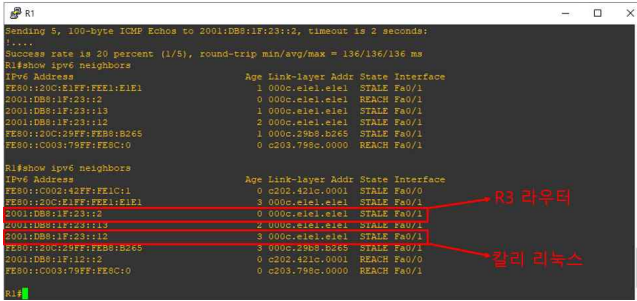 R1
Sending 5, 100-byte ICMP Echos to 2001:DB8:1F:23::2, timeout is 2 seconds:
!....
Success rate is 20 percent (1/5), round-trip min/avg/max = 136/136/136 ms
R1#show ipv6 neighbors
IPv6 Address Age Link-layer Addr State Interface
FE80::20C:E1FF:FEE1:E1E1 1 000c.e1e1.e1e1 STALE Fa0/1
2001:DB8:1F:23::2 0 000c.e1e1.e1e1 REACH Fa0/1
2001:DB8:1F:23::13 1 000c.e1e1.e1e1 STALE Fa0/1
2001:DB8:1F:23::12 2 000c.e1e1.e1e1 STALE Fa0/1
FE80::20C:29FF:FEB8:B265 1 000c.29b8.b265 STALE Fa0/1
FE80::C003:79FF:FE8C:0 0 c203.798c.0000 REACH Fa0/1
R1#show ipv6 neighbors
IPv6 Address Age Link-layer Addr State Interface
FE80::C002:42FF:FE1C:1 0 c202.421c.0001 STALE Fa0/0
FE80::20C:E1FF:FEE1:E1E1 3 000c.e1e1.e1e1 STALE Fa0/1
2001:DB8:1F:23::2 0 000c.e1e1.e1e1 STALE Fa0/1
R3 라우터
2001:DB8:1F:23::13 2 000c.e1e1.e1e1 STALE Fa0/1
2001:DB8:1F:23::12 3 000c.e1e1.e1e1 STALE Fa0/1
FE80::20C:29FF:FEB8:B265 3 000c.29b8.b265 STALE Fa0/1
칼리 리눅스
2001:DB8:1F:12::2 0 c202.421c.0001 REACH Fa0/0
FE80::C003:79FF:FE8C:0 0 c203.798c.0000 REACH Fa0/1
R1#